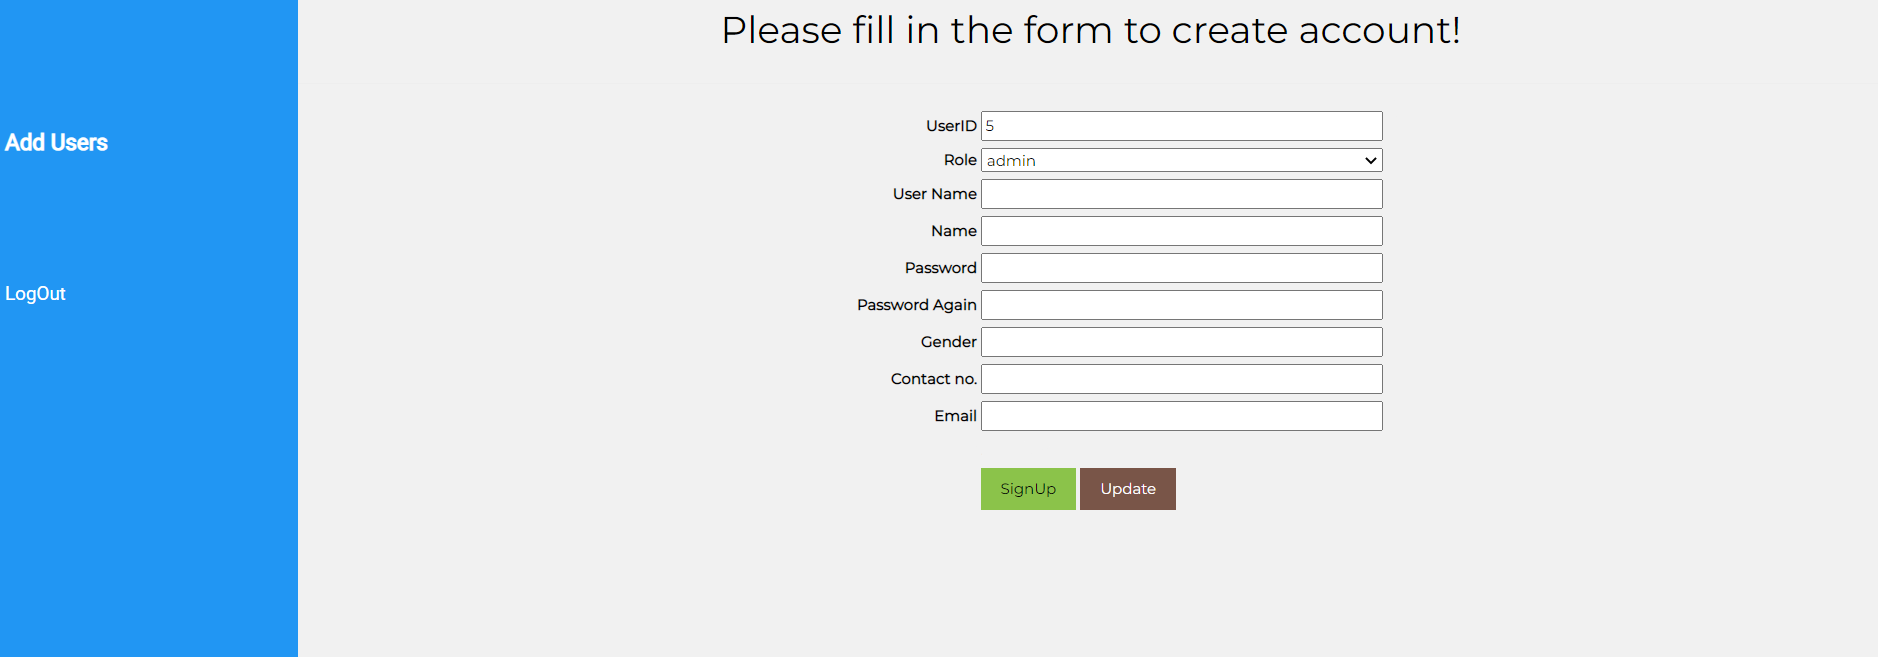 Please fill in the form to create account!
Add Users
LogOut
UserID 5
Role admin
User Name
Name
Password
Password Again
Gender
Contact no.
Email
SignUp Update